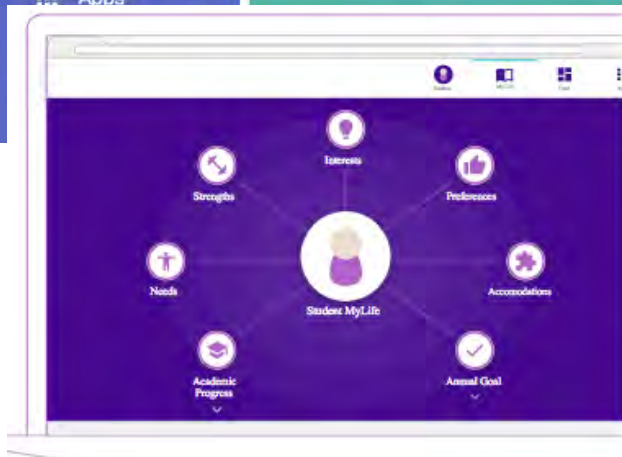 Apps
MyLife
Interests
Strengths
Preferences
Needs
Accomodations
Student MyLife
Academic
Progress
Annual Goal